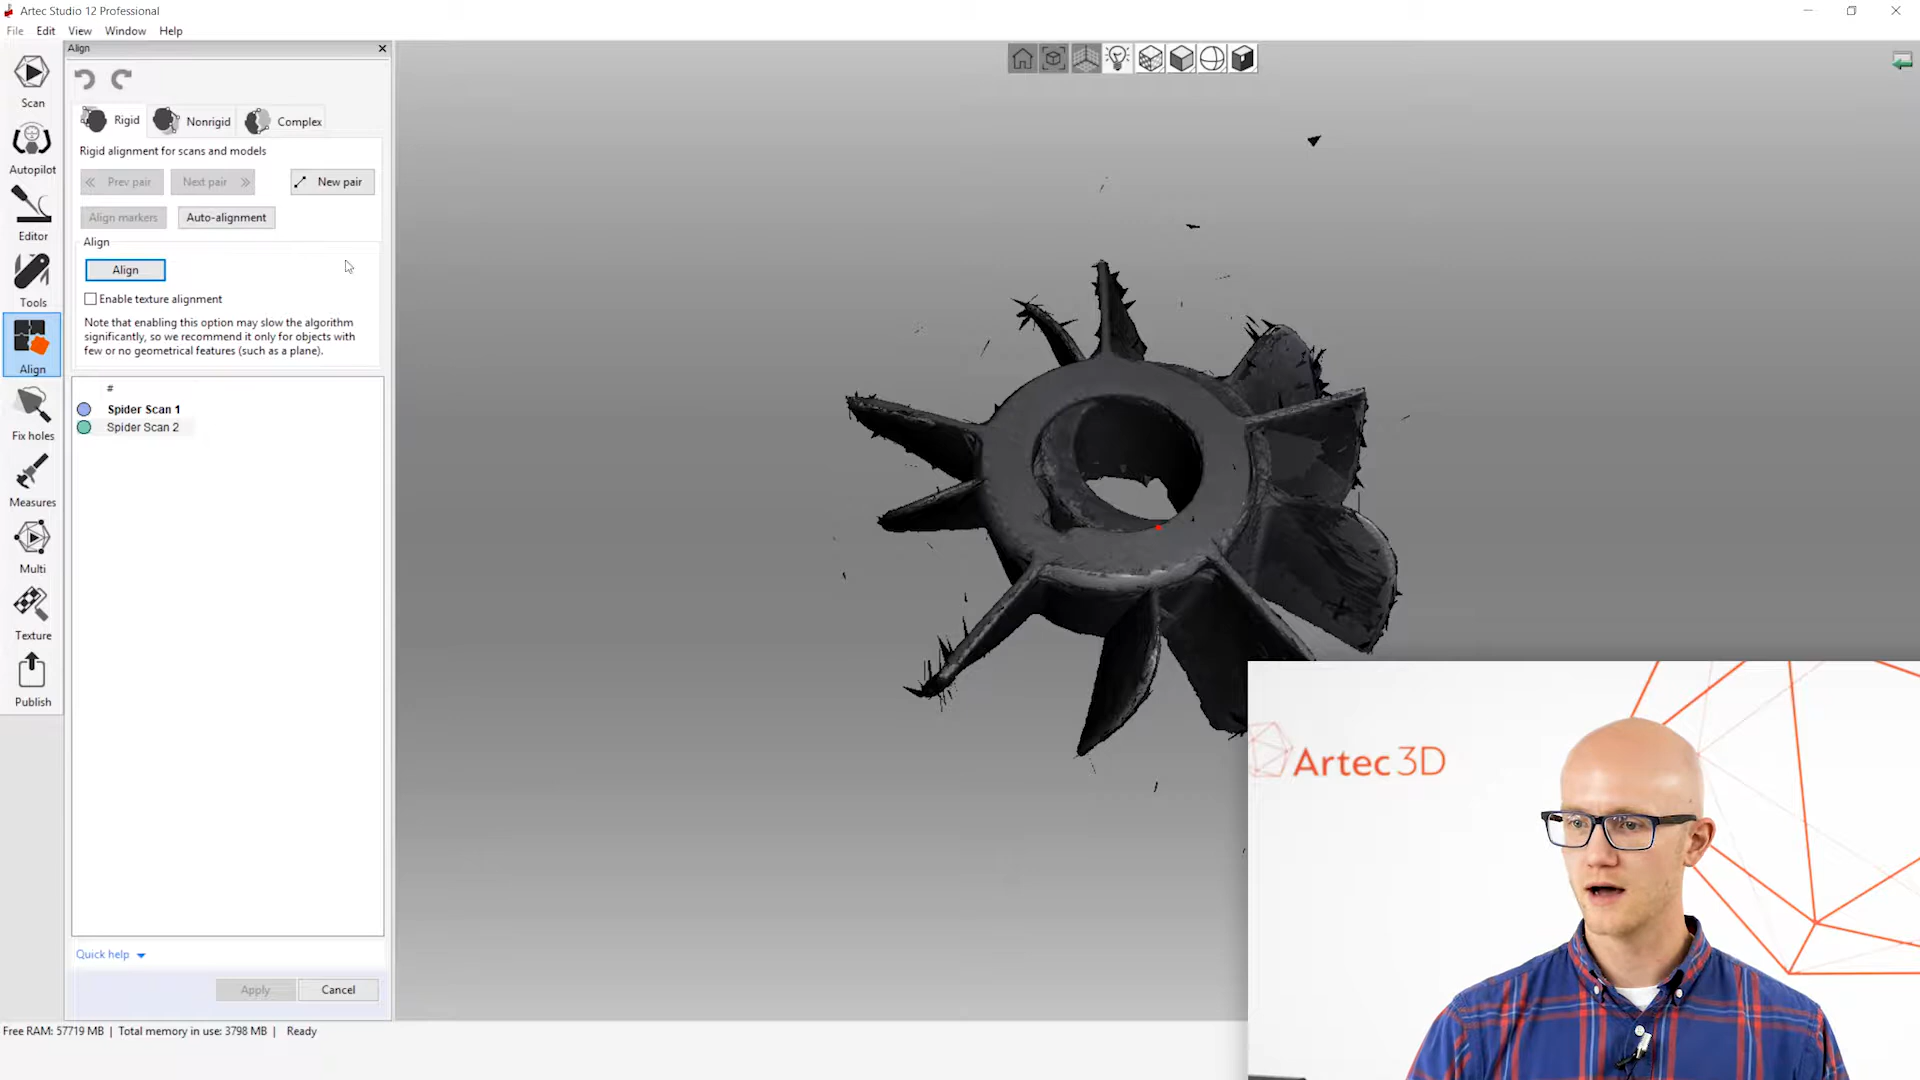 Artec Studio 12 Professional
File Edit View Window Help
Align
Scan
Autopilot
Editor
Tools
Align
Fix holes
Measures
Multi
Texture
Publish
Rigid Nonrigid Complex
Rigid alignment for scans and models
Prev pair Next pair New pair
Align markers Auto-alignment
Align
Align
Enable texture alignment
Note that enabling this option may slow the algorithm
significantly, so we recommend it only for objects with
few or no geometrical features (such as a plane).
#
Spider Scan 1
Spider Scan 2
Quick help
Apply Cancel
Free RAM: 57719 MB | Total memory in use: 3798 MB | Ready
Artec 3D